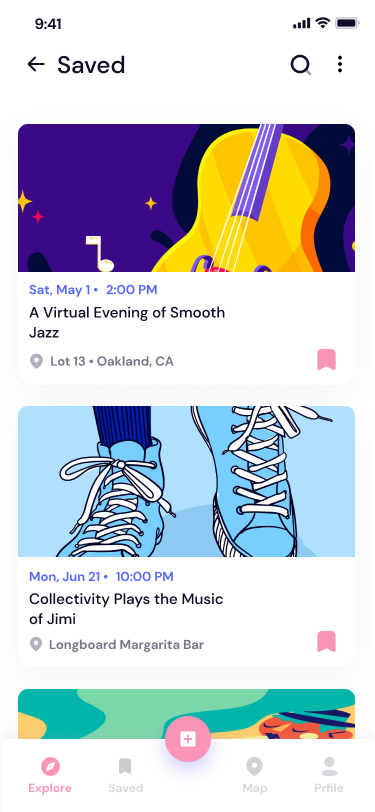 9:41
Saved
Sat, May 1 • 2:00 PM
A Virtual Evening of Smooth
Jazz
Lot 13 • Oakland, CA
Mon, Jun 21 • 10:00 PM
Collectivity Plays the Music
of Jimi
Longboard Margarita Bar
Explore
Saved
Map
Prfile